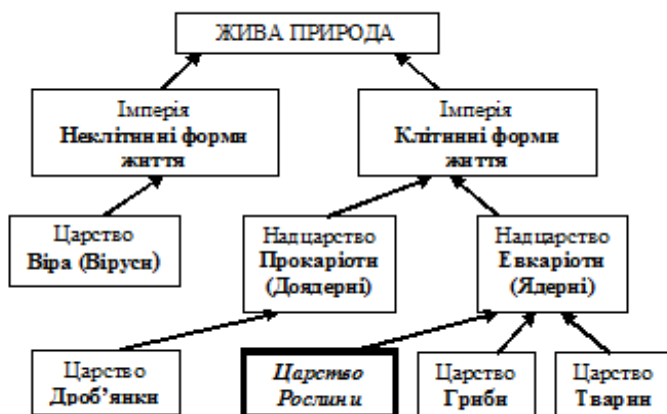 ЖИВА ПРИРОДА
Імперія
Неклітинні форми
життя
Імперія
Клітинні форми
життя
Царство
Віра (Віруси)
Надцарство
Прокаріоти
(Доядерні)
Надцарство
Евкаріоти
(Ядерні)
Царство
Дроб’янки
Царство
Рослини
Царство
Гриби
Царство
Тварин